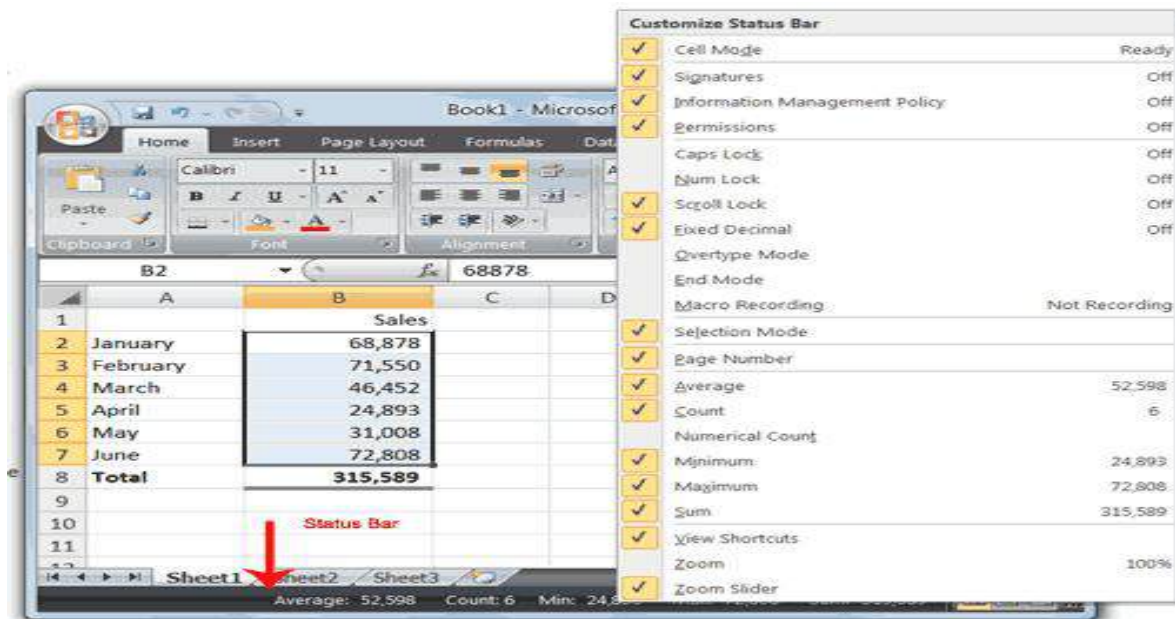 Customize Status Bar
Cell Mode Ready
Signatures Off
Information Management Policy Off
Permissions Off
Caps Lock Off
Num Lock Off
Scroll Lock Off
Fixed Decimal Off
Overtype Mode
End Mode
Macro Recording Not Recording
Selection Mode
Page Number
Average 52,598
Count 6
Numerical Count
Minimum 24,893
Maximum 72,808
Sum 315,589
View Shortcuts
Zoom 100%
Zoom Slider
Book1 - Microsof
Home Insert Page Layout Formulas Dat
Calibri 11
B I U A A
Paste
A
Clipboard Font Alignment
B2 fx 68878
A B C D
1 Sales
2 January 68,878
3 February 71,550
4 March 46,452
5 April 24,893
6 May 31,008
7 June 72,808
e
8 Total 315,589
9
10 Status Bar
11
Sheet1 Sheet2 Sheet3
Average: 52,598 Count: 6 Min: